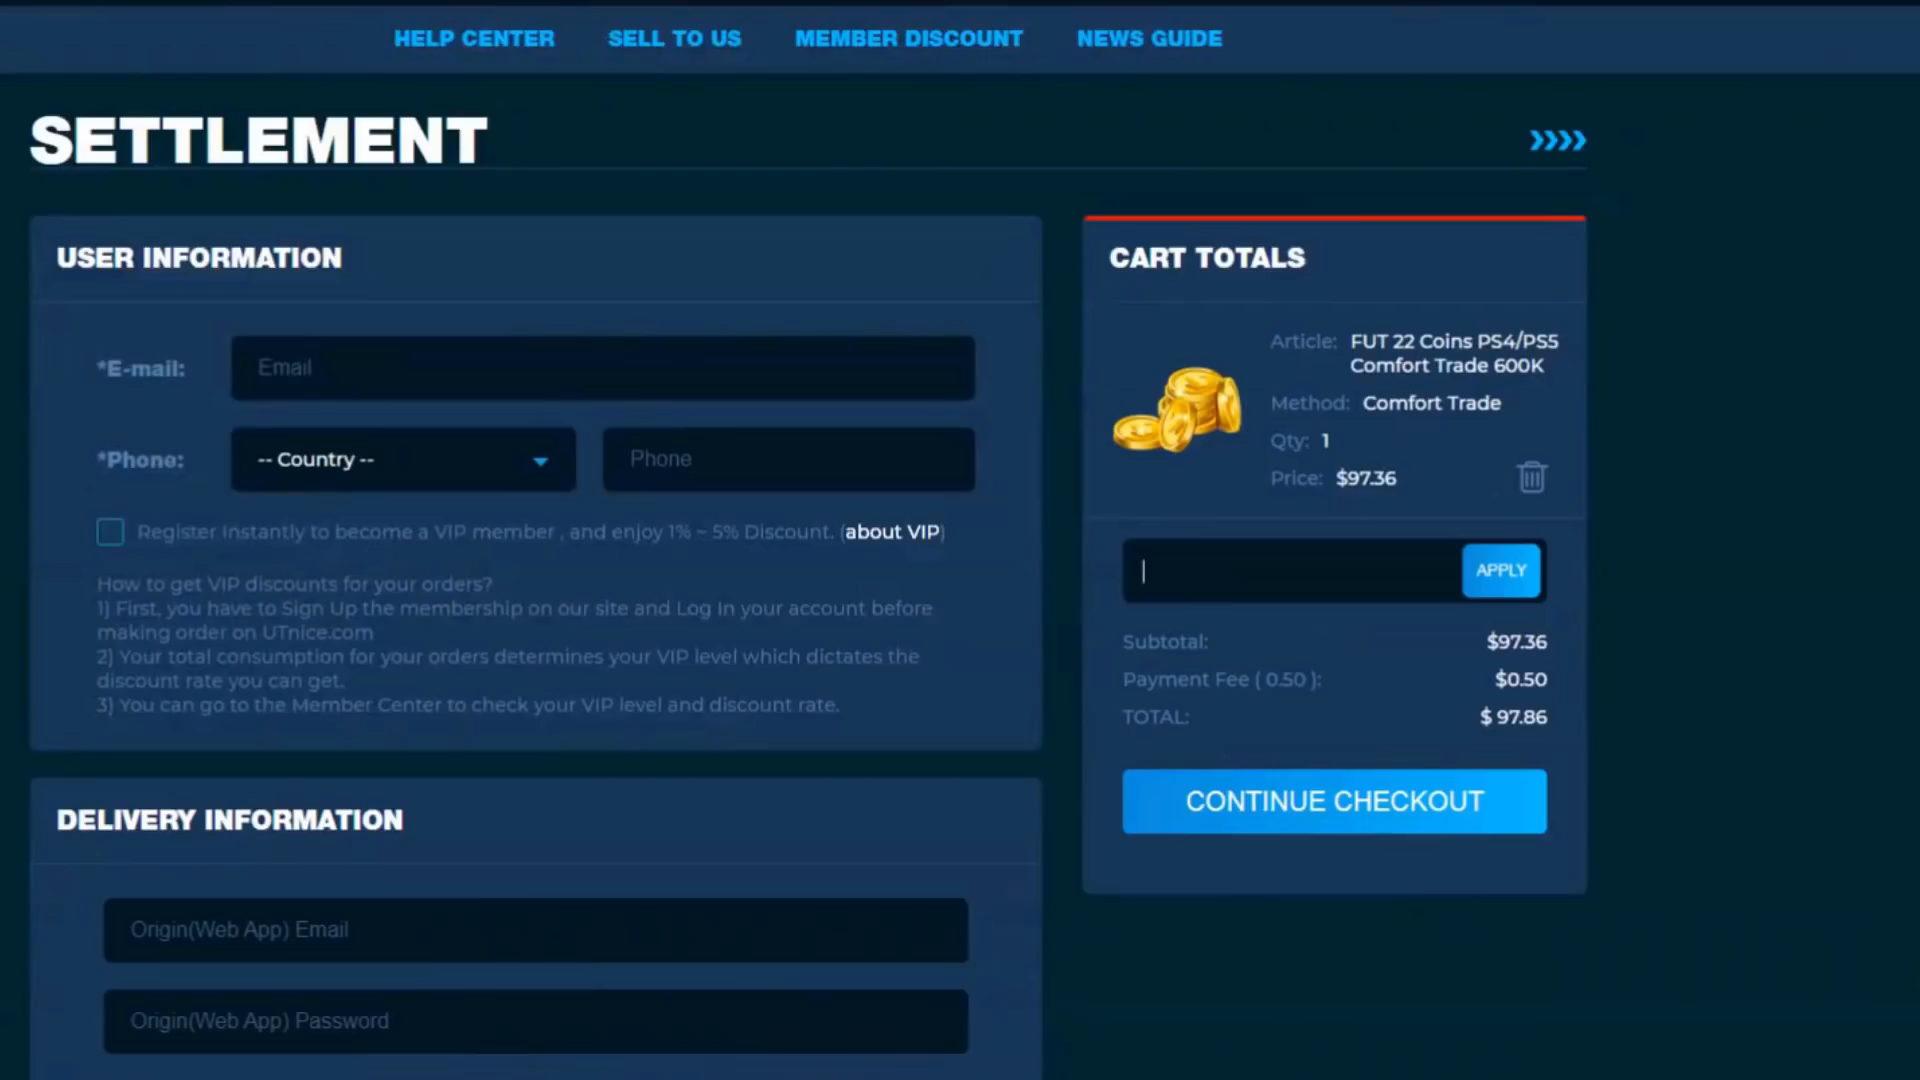 HELP CENTER SELL TO US MEMBER DISCOUNT NEWS GUIDE
SETTLEMENT
USER INFORMATION
*E-mail: Email
*Phone: -- Country -- Phone
Register instantly to become a VIP member , and enjoy 1% ~ 5% Discount. (about VIP)
How to get VIP discounts for your orders?
1) First, you have to Sign Up the membership on our site and Log In your account before
making order on UTnice.com
2) Your total consumption for your orders determines your VIP level which dictates the
discount rate you can get.
3) You can go to the Member Center to check your VIP level and discount rate.
DELIVERY INFORMATION
Origin(Web App) Email
Origin(Web App) Password
CART TOTALS
Article: FUT 22 Coins PS4/PS5
Comfort Trade 600K
Method: Comfort Trade
Qty: 1
Price: $97.36
APPLY
Subtotal: $97.36
Payment Fee ( 0.50 ): $0.50
TOTAL: $ 97.86
CONTINUE CHECKOUT